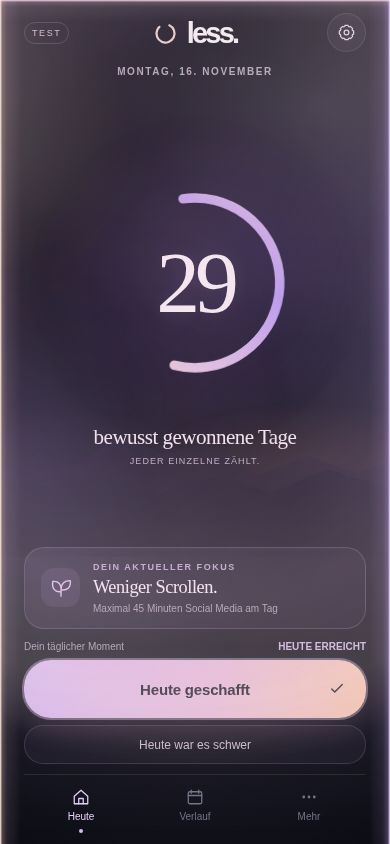 TEST
less.
MONTAG, 16. NOVEMBER
29
bewusst gewonnene Tage
JEDER EINZELNE ZÄHLT.
DEIN AKTUELLER FOKUS
Weniger Scrollen.
Maximal 45 Minuten Social Media am Tag
Dein täglicher Moment
HEUTE ERREICHT
Heute geschafft
Heute war es schwer
Heute
Verlauf
Mehr